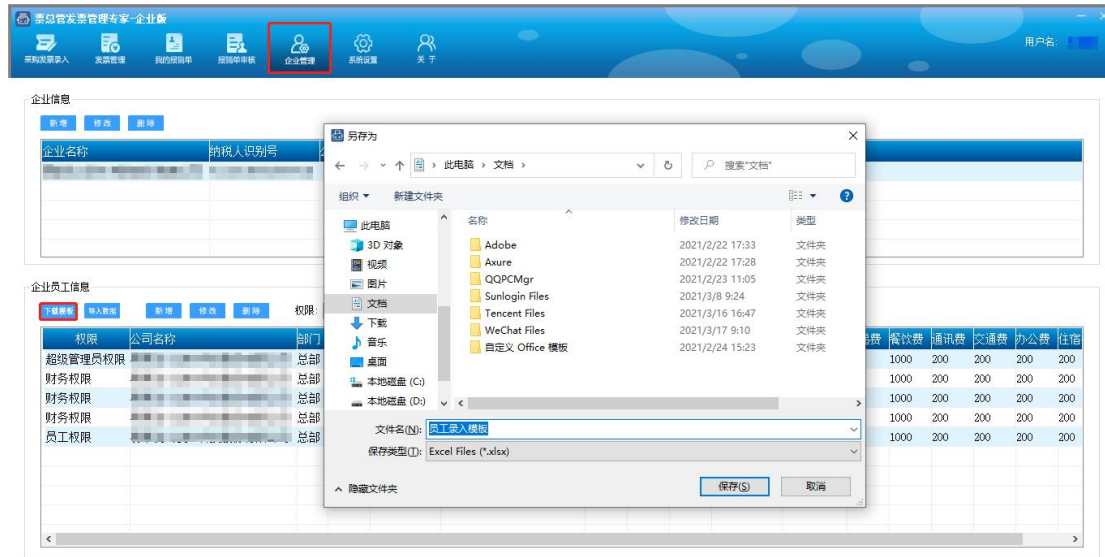 票总管发票管理专家-企业版
采购发票录入 发票管理 我的报销单 报销单审核 企业管理 系统设置 关于
用户名:
企业信息
新增 修改 删除
企业名称 纳税人识别号
另存为
此电脑 › 文档 ›
搜索"文档"
组织 新建文件夹
名称 修改日期 类型
此电脑
3D 对象
视频
图片
文档
下载
音乐
桌面
本地磁盘 (C:)
本地磁盘 (D:)
Adobe 2021/2/22 17:33 文件夹
Axure 2021/2/22 17:28 文件夹
QQPCMgr 2021/2/23 11:05 文件夹
Sunlogin Files 2021/3/8 9:24 文件夹
Tencent Files 2021/3/16 16:47 文件夹
WeChat Files 2021/3/17 9:10 文件夹
自定义 Office 模板 2021/2/24 15:23 文件夹
文件名(N): 员工录入模板
保存类型(T): Excel Files (*.xlsx)
隐藏文件夹
保存(S) 取消
企业员工信息
下载模板 导入数据 新增 修改 删除 权限:
权限 公司名称 部门 费 餐饮费 通讯费 交通费 办公费 住宿
超级管理员权限 总部 1000 200 200 200 200
财务权限 总部 1000 200 200 200 200
财务权限 总部 1000 200 200 200 200
财务权限 总部 1000 200 200 200 200
员工权限 总部 1000 200 200 200 200